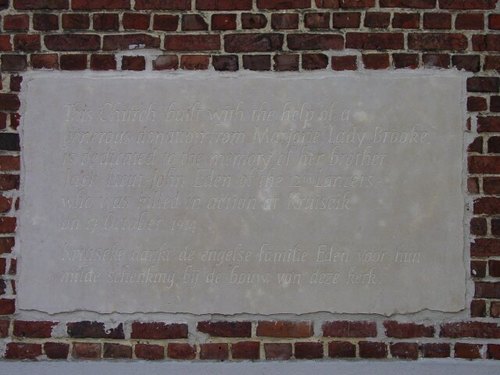 This Church built with the help of a
generous donation from Marjorie Lady Brooke
is dedicated to the memory of her brother
Lieutenant John Eden of the 12th Lancers
who was killed in action at Kruiseik
on 17 October 1914
Kruiseke dankt de engelse familie Eden voor hun
milde schenking bij de bouw van deze kerk